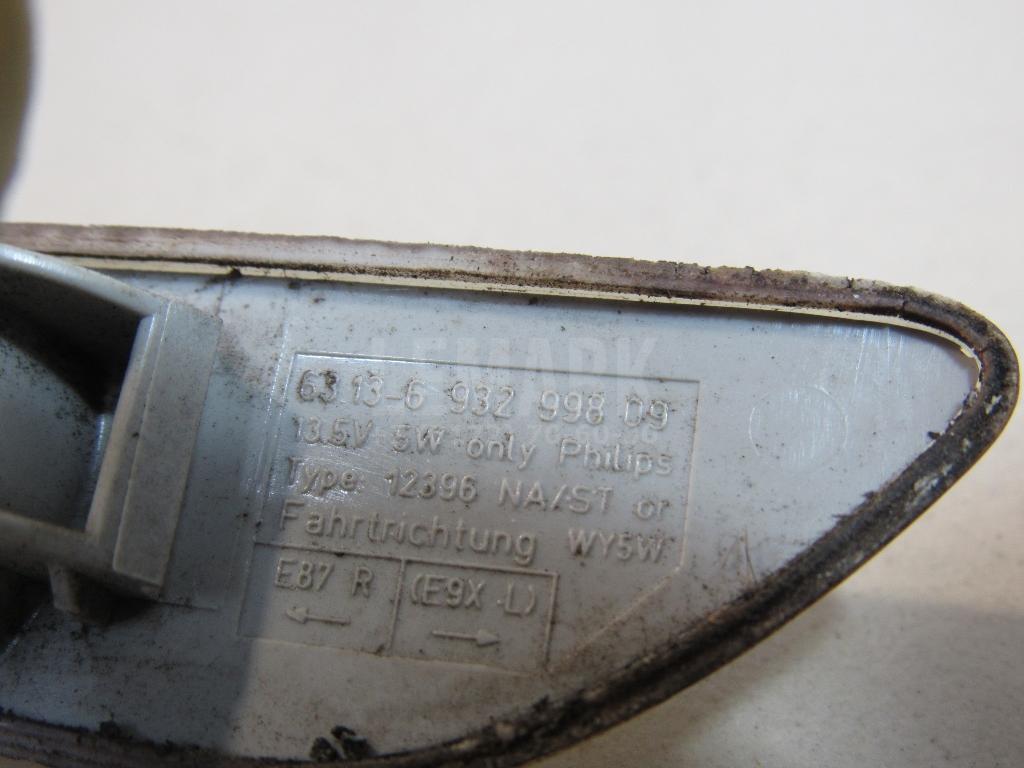 LEMARK
63 13-6 932 998 09
13.5V 5W only Philips
Type: 12396 NA/ST or
Fahrtrichtung WY5W
E87 R (E9X L)
← →